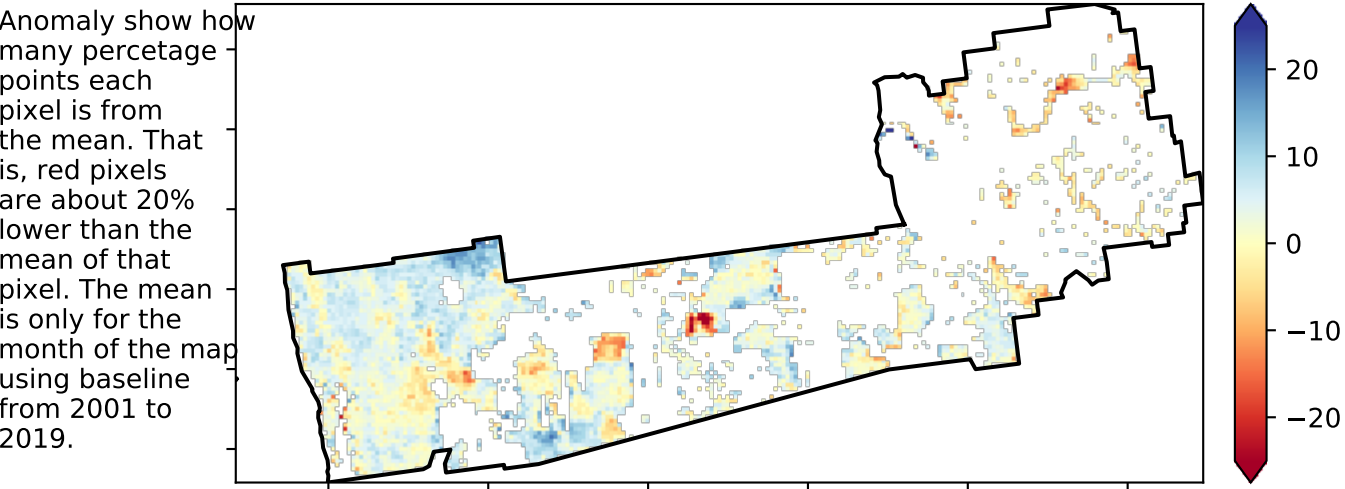 Anomaly show how
many percetage
points each
pixel is from
the mean. That
is, red pixels
are about 20%
lower than the
mean of that
pixel. The mean
is only for the
month of the map
using baseline
from 2001 to
2019.
20
10
0
−10
−20